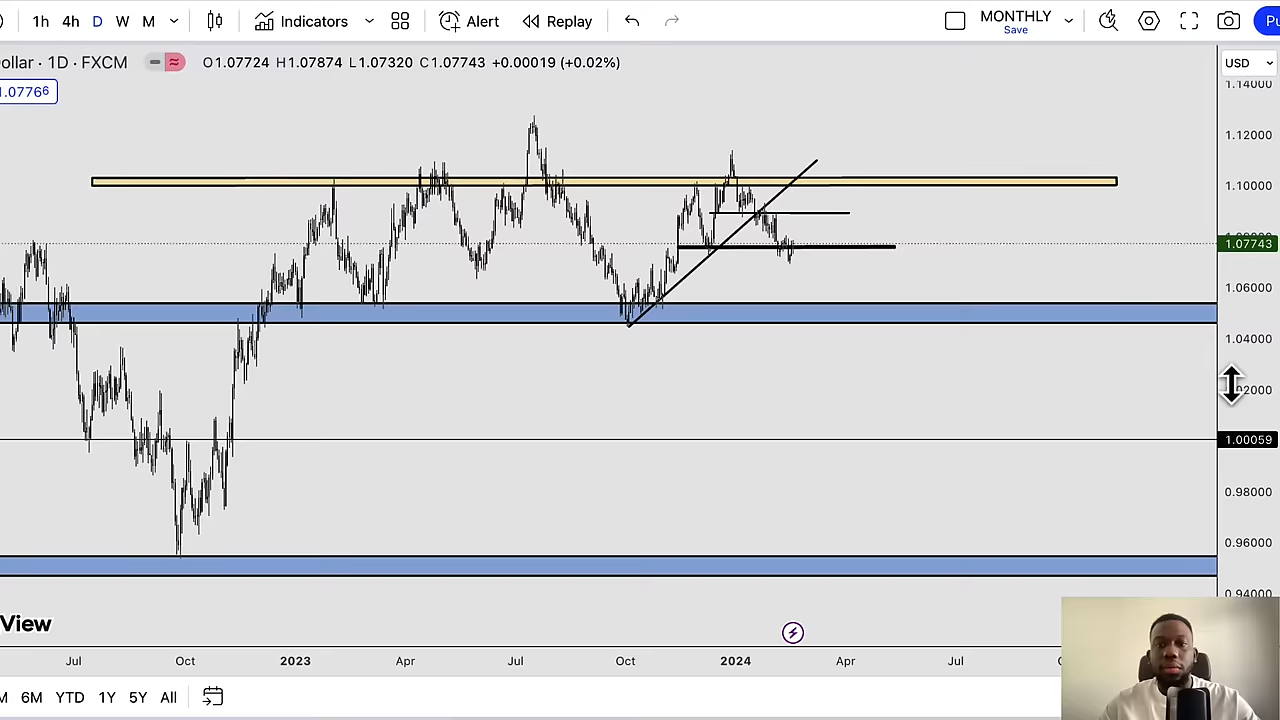 1h 4h D W M Indicators Alert Replay MONTHLY Save
ollar · 1D · FXCM O1.07724 H1.07874 L1.07320 C1.07743 +0.00019 (+0.02%) USD
1.07766
1.14000
1.12000
1.10000
1.07743
1.06000
1.04000
1.00059
0.98000
0.96000
0.94000
View
Jul Oct 2023 Apr Jul Oct 2024 Apr Jul
M 6M YTD 1Y 5Y All